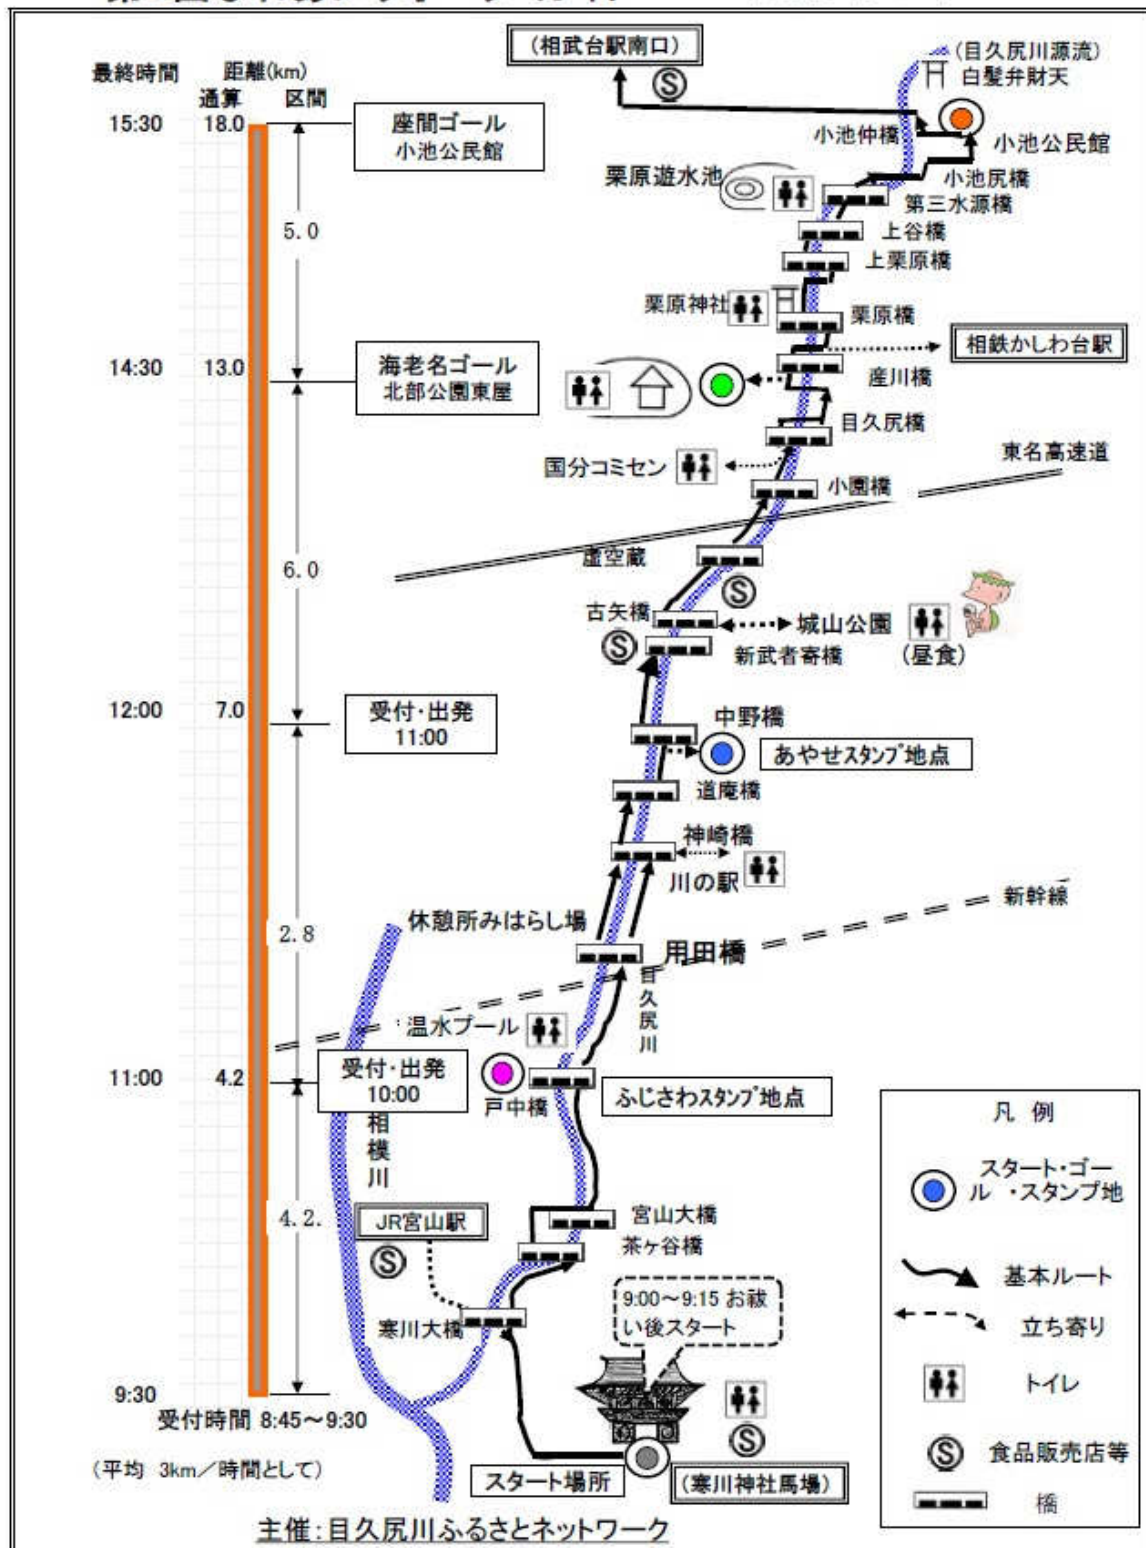 (相武台駅南口)
(目久尻川源流)
白髪弁財天
最終時間
距離(km)
通算
区間
15:30
18.0
座間ゴール
小池公民館
小池仲橋
小池公民館
小池尻橋
栗原遊水池
第三水源橋
5.0
上谷橋
上栗原橋
栗原神社
栗原橋
相鉄かしわ台駅
14:30
13.0
海老名ゴール
北部公園東屋
産川橋
目久尻橋
東名高速道
国分コミセン
小園橋
6.0
虚空蔵
古矢橋
城山公園
(昼食)
新武者寄橋
12:00
7.0
受付・出発
11:00
中野橋
あやせスタンプ地点
道庵橋
神崎橋
川の駅
新幹線
休憩所みはらし場
2.8
用田橋
目久尻川
温水プール
11:00
4.2
受付・出発
10:00
戸中橋
ふじさわスタンプ地点
相模川
4.2.
JR宮山駅
宮山大橋
茶ヶ谷橋
9:00～9:15 お祓
い後スタート
寒川大橋
9:30
受付時間 8:45～9:30
(平均 3km/時間として)
スタート場所
(寒川神社馬場)
主催:目久尻川ふるさとネットワーク
凡 例
スタート・ゴー
ル ・スタンプ地
基本ルート
立ち寄り
トイレ
Ⓢ
食品販売店等
橋